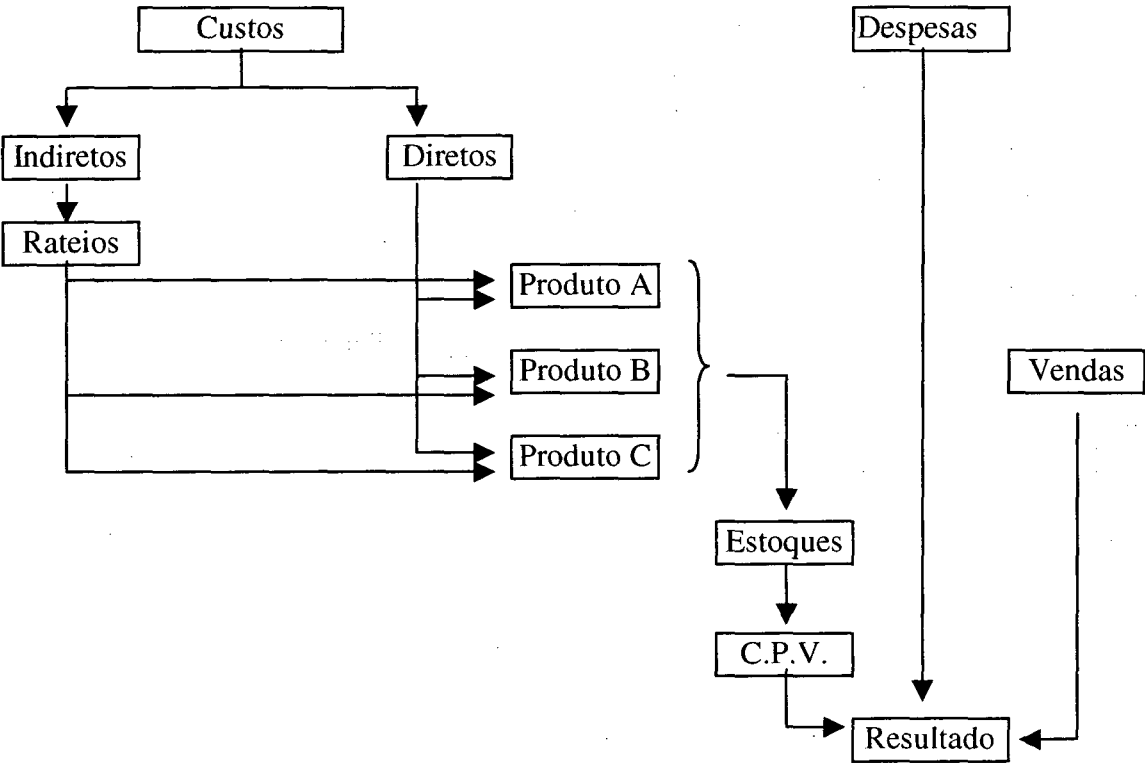 Custos
Despesas
Indiretos
Diretos
Rateios
Produto A
Produto B
Vendas
Produto C
Estoques
C.P.V.
Resultado